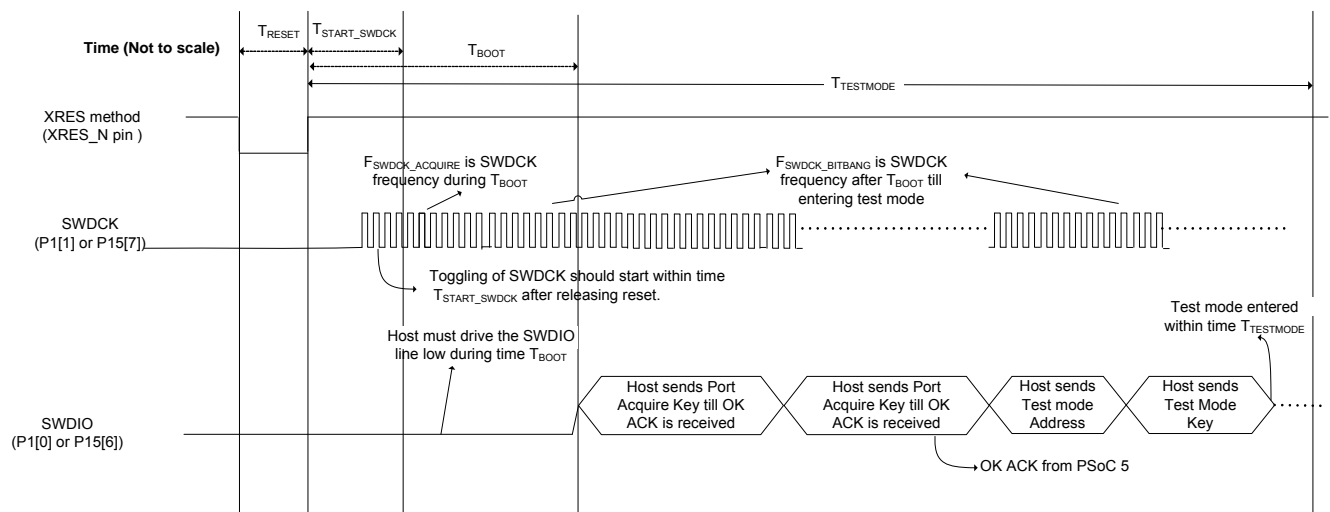 Time (Not to scale)
TRESET
TSTART_SWDCK
TBOOT
TTESTMODE
XRES method
(XRES_N pin )
FSWDCK_ACQUIRE is SWDCK
frequency during TBOOT
FSWDCK_BITBANG is SWDCK
frequency after TBOOT till
entering test mode
SWDCK
(P1[1] or P15[7])
Toggling of SWDCK should start within time
TSTART_SWDCK after releasing reset.
Host must drive the SWDIO
line low during time TBOOT
Test mode entered
within time TTESTMODE
SWDIO
(P1[0] or P15[6])
Host sends Port
Acquire Key till OK
ACK is received
Host sends Port
Acquire Key till OK
ACK is received
Host sends
Test mode
Address
Host sends
Test Mode
Key
OK ACK from PSoC 5